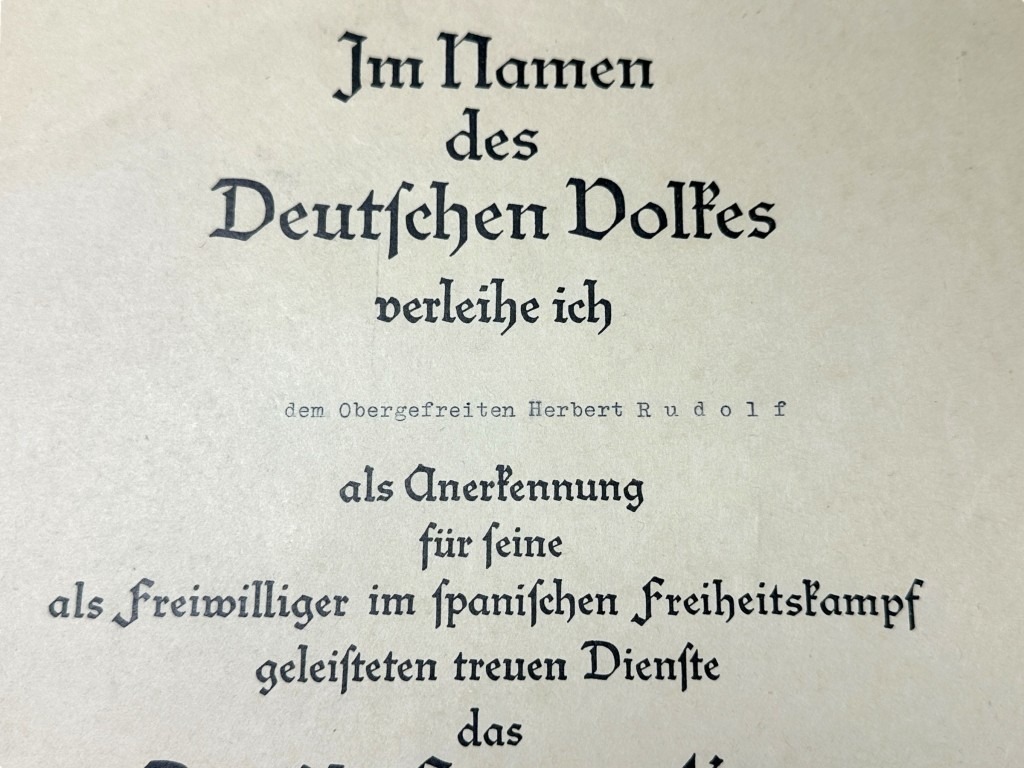 Im Namen
des
Deutſchen Volkes
verleihe ich
dem Obergefreiten Herbert R u d o l f
als Anerkennung
für ſeine
als Freiwilliger im ſpaniſchen Freiheitskampf
geleiſteten treuen Dienſte
das